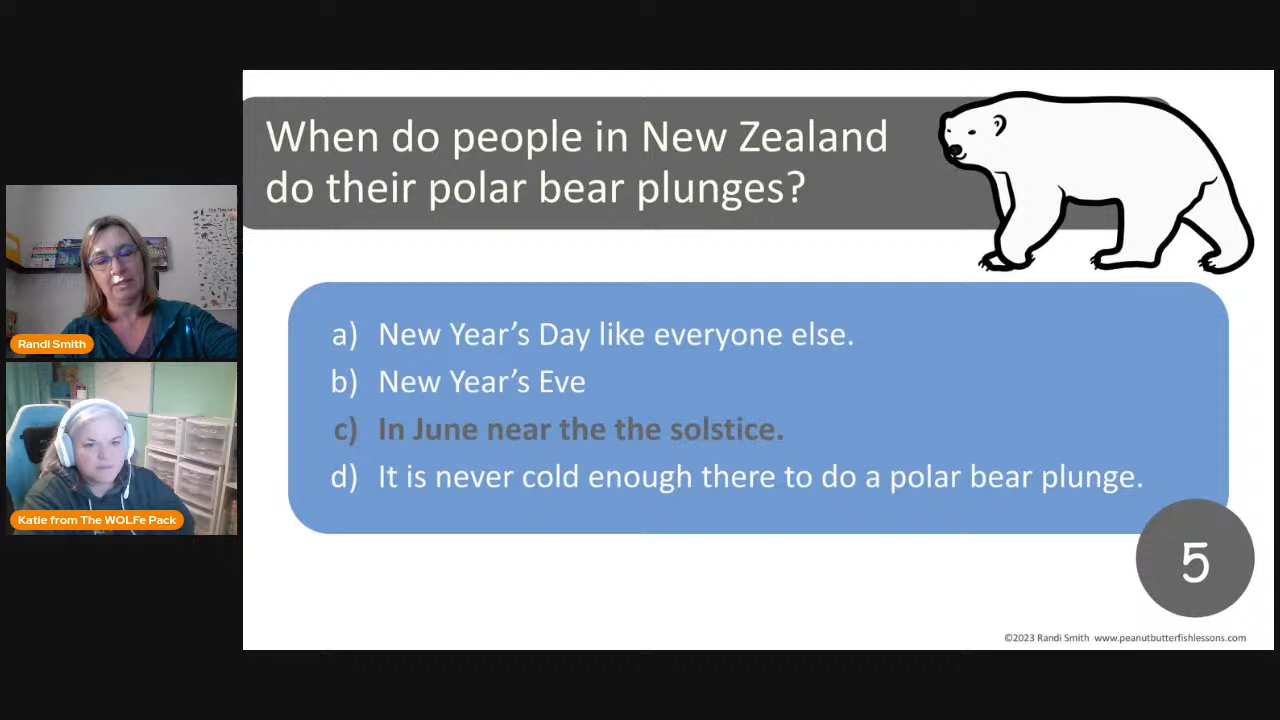 When do people in New Zealand
do their polar bear plunges?
a) New Year's Day like everyone else.
b) New Year's Eve
c) In June near the the solstice.
d) It is never cold enough there to do a polar bear plunge.
5
©2023 Randi Smith www.peanutbutterfishlessons.com
Randi Smith
Katie from The WOLFe Pack